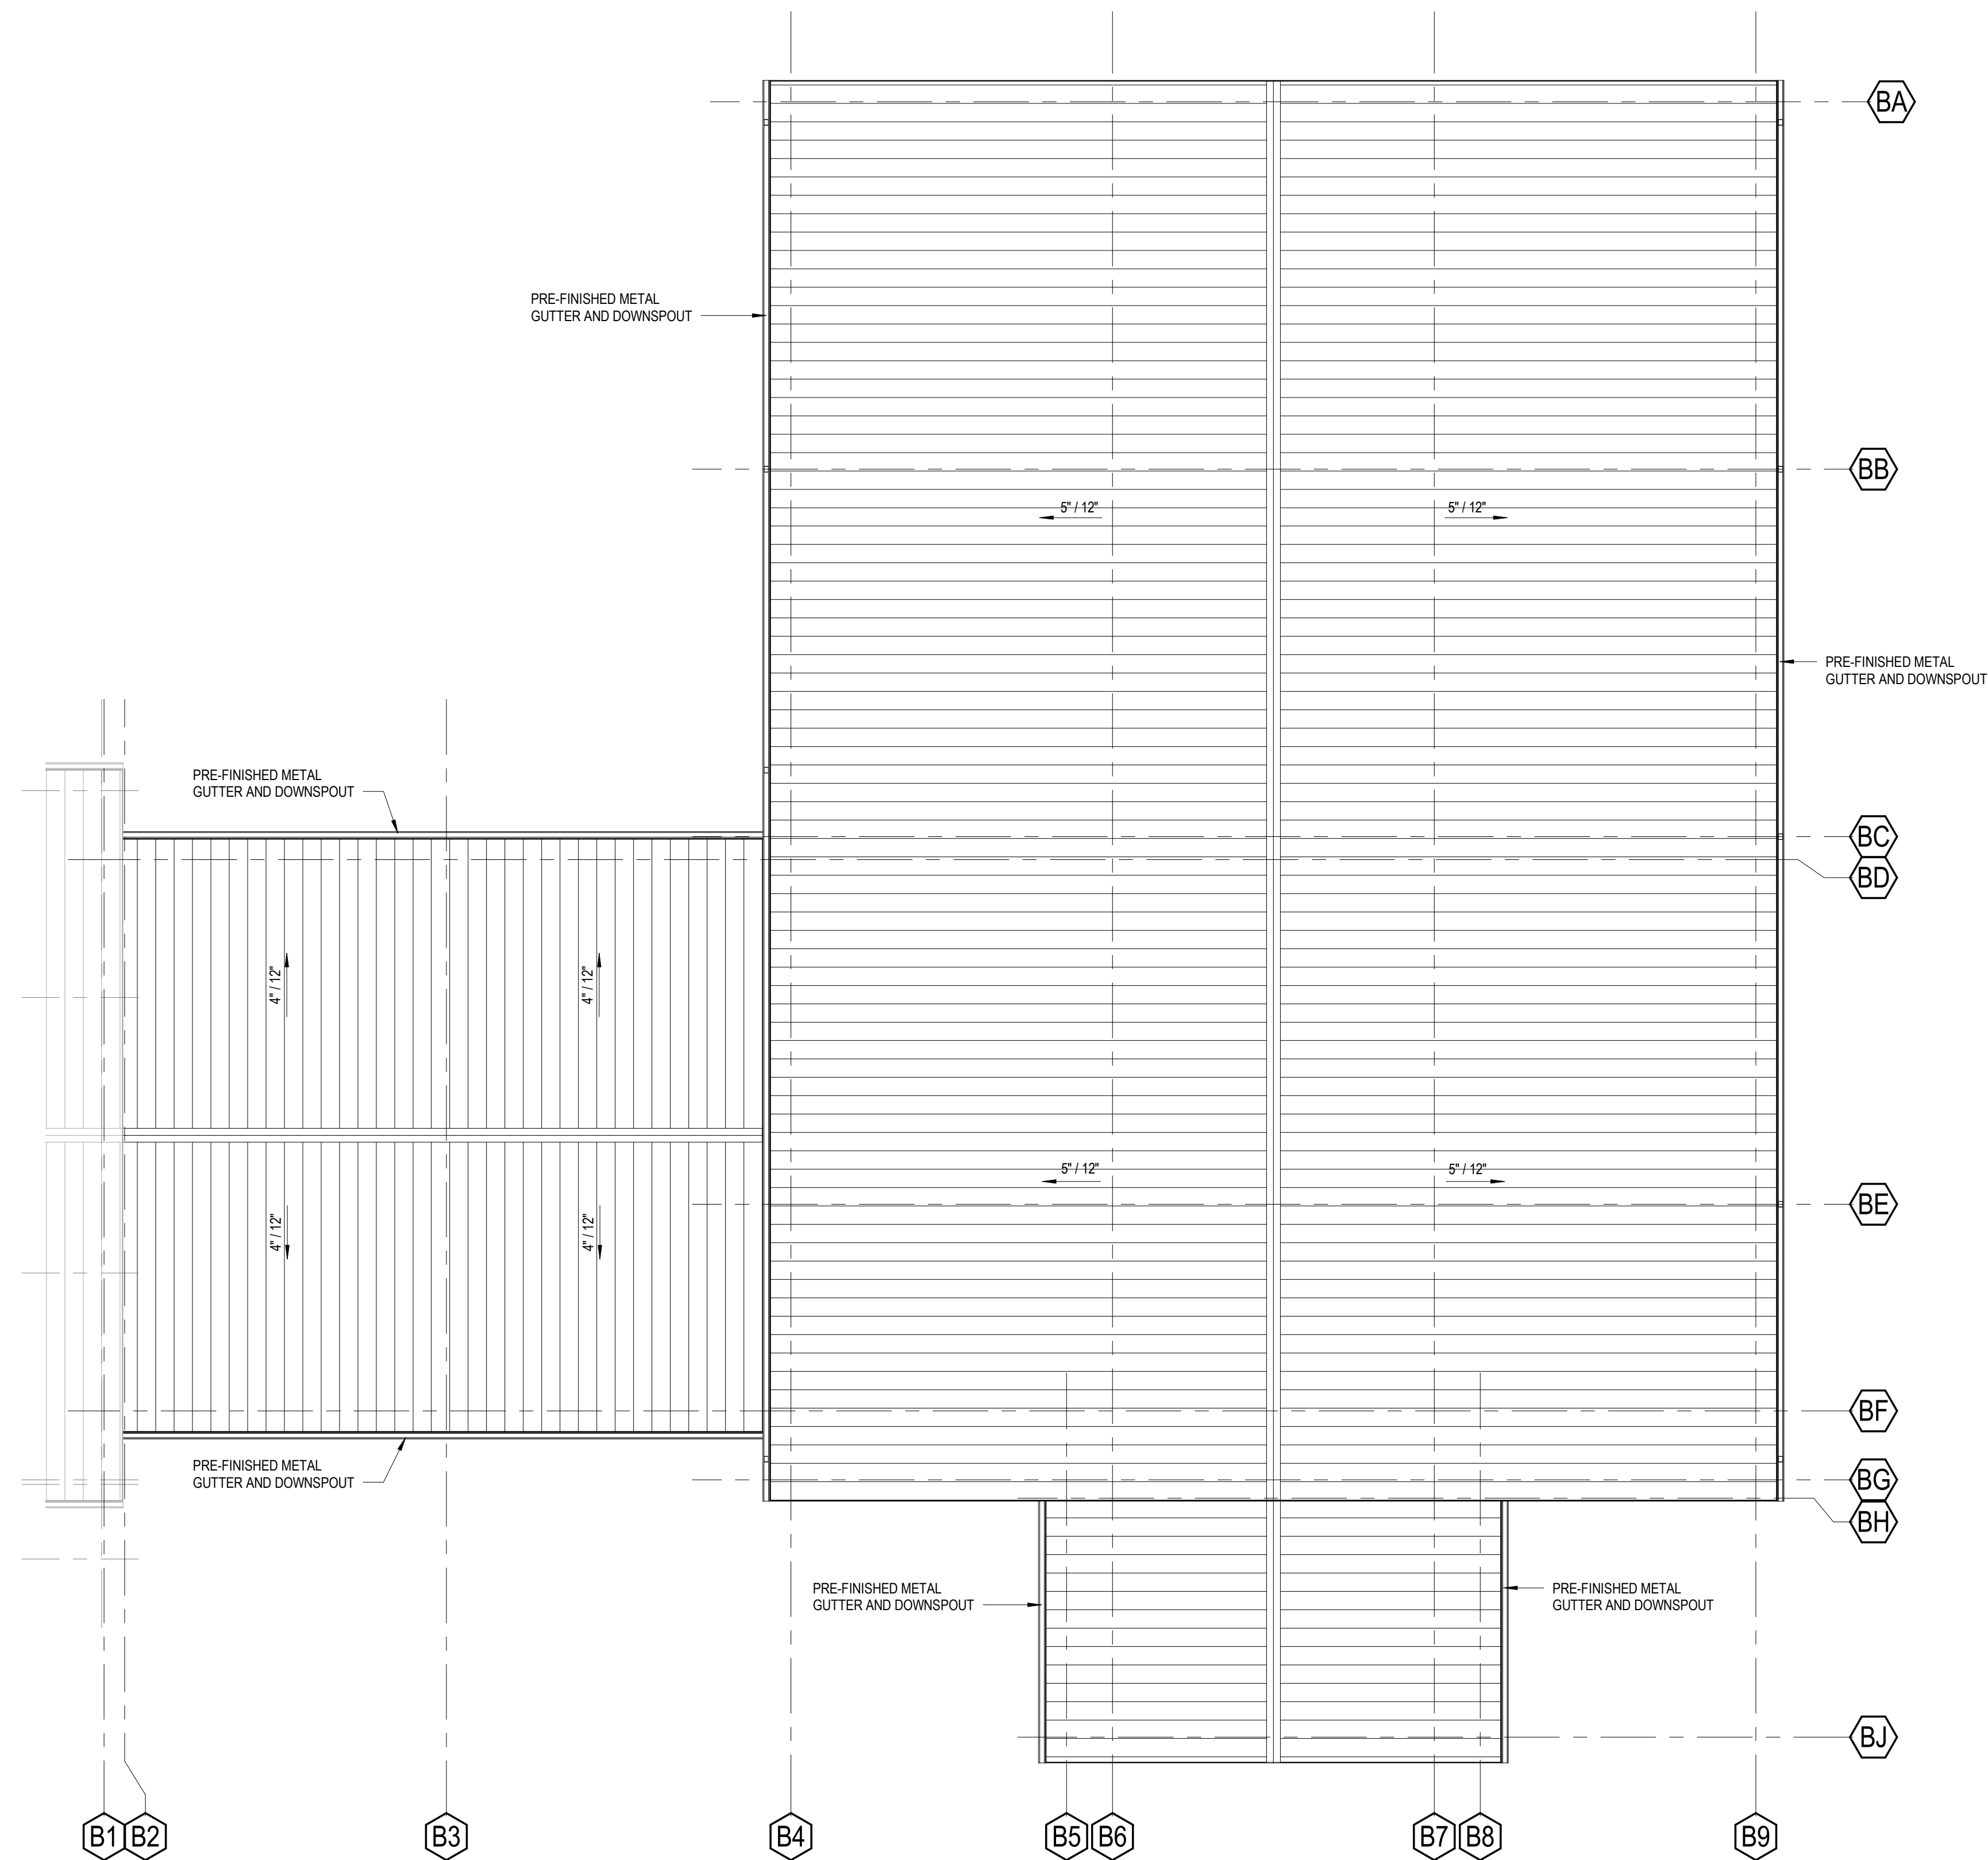 BA
PRE-FINISHED METAL
GUTTER AND DOWNSPOUT
BB
5" / 12"
5" / 12"
PRE-FINISHED METAL
GUTTER AND DOWNSPOUT
PRE-FINISHED METAL
GUTTER AND DOWNSPOUT
BC
BD
4" / 12"
4" / 12"
5" / 12"
5" / 12"
BE
4" / 12"
4" / 12"
BF
PRE-FINISHED METAL
GUTTER AND DOWNSPOUT
BG
BH
PRE-FINISHED METAL
GUTTER AND DOWNSPOUT
PRE-FINISHED METAL
GUTTER AND DOWNSPOUT
BJ
B1 B2 B3 B4 B5 B6 B7 B8 B9